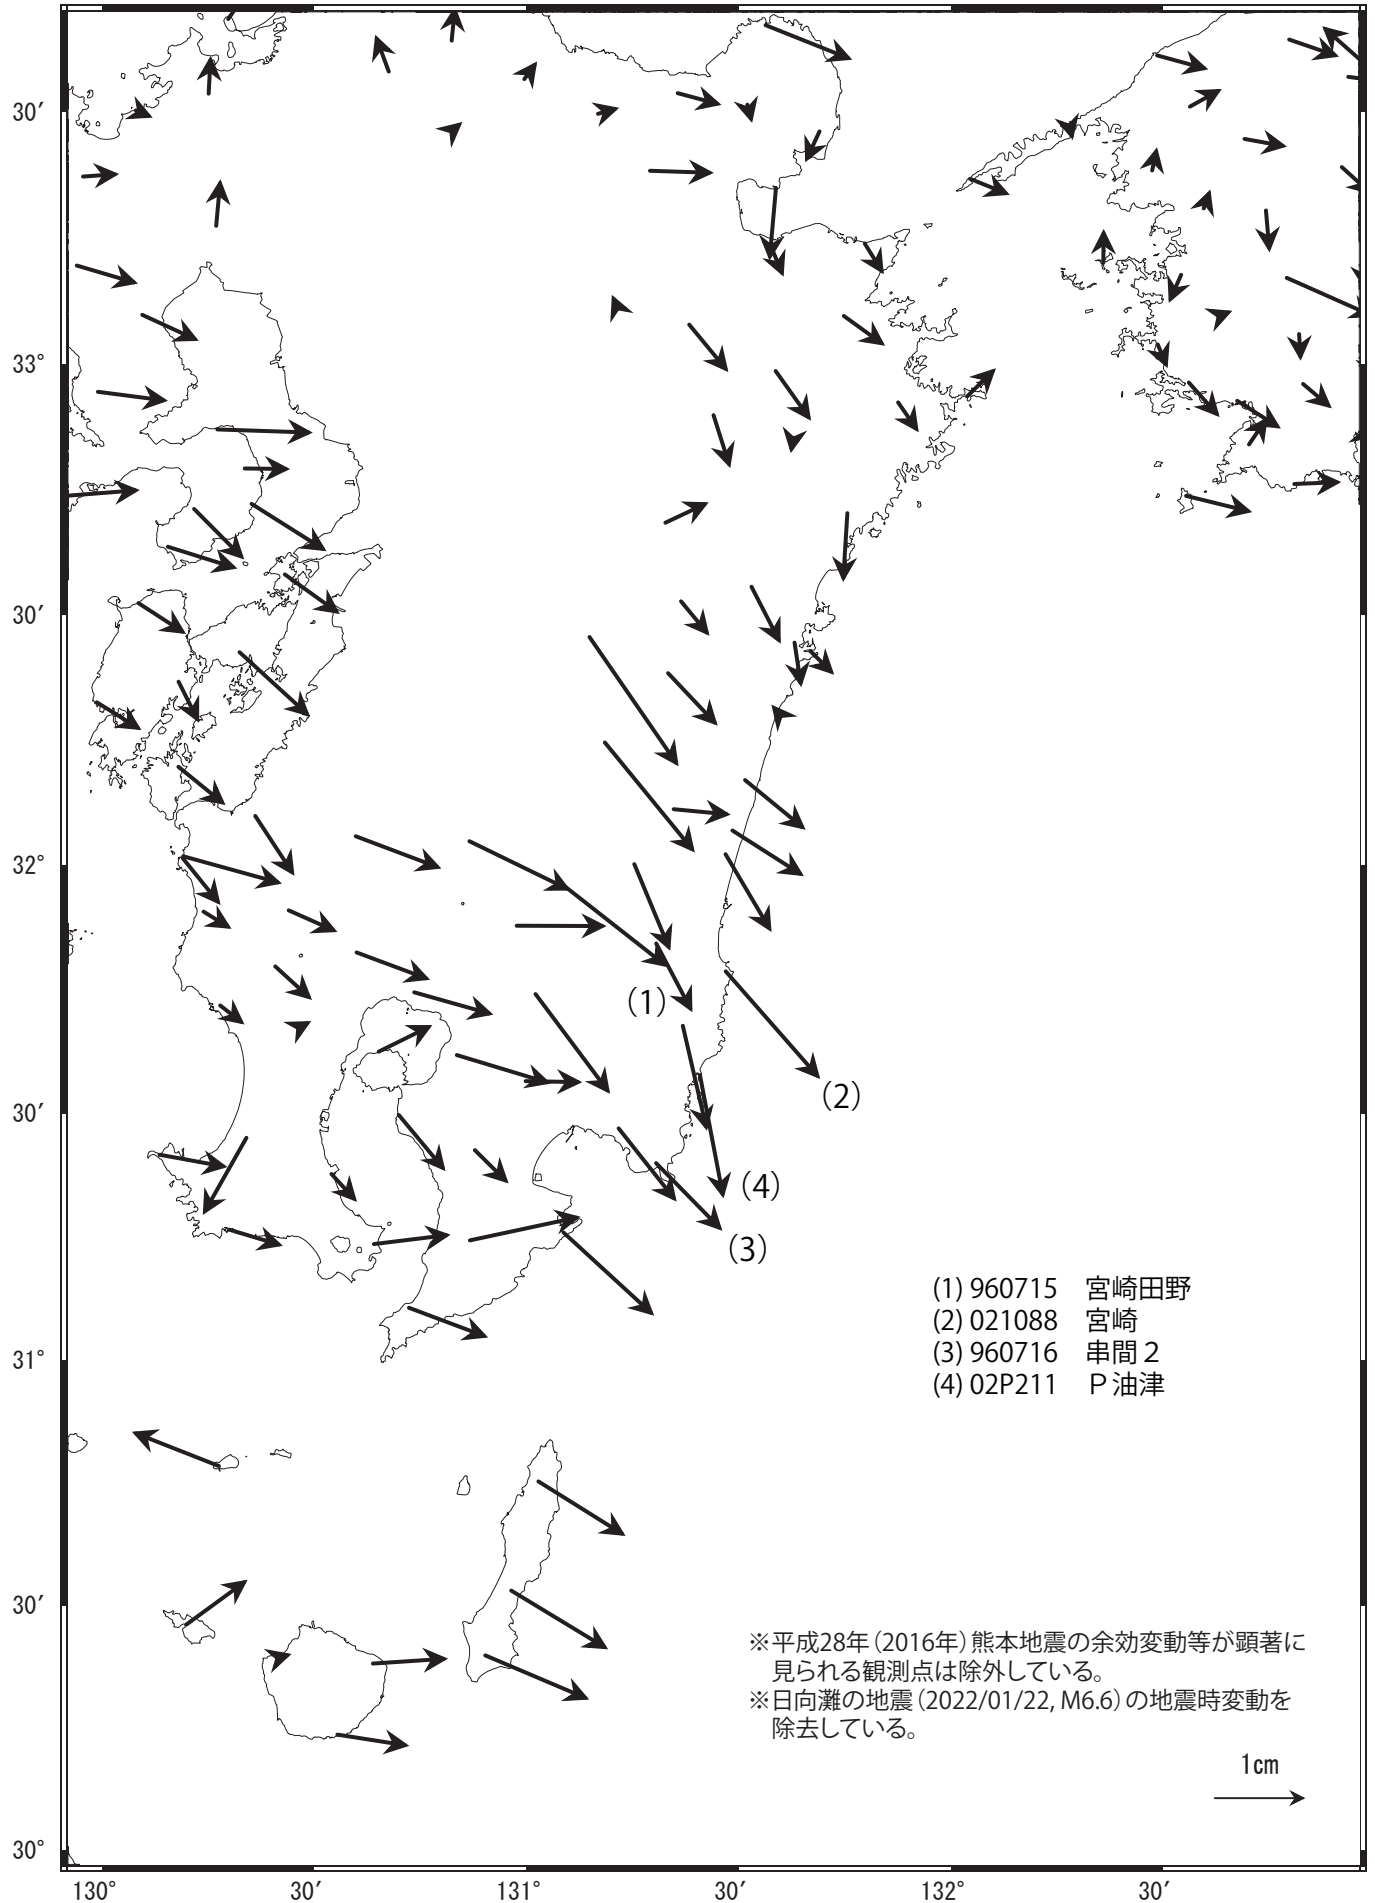 30′
33°
30′
32°
30′
31°
30′
30°
130°
30′
131°
30′
132°
30′
(1)
(2)
(4)
(3)
(1) 960715 宮崎田野
(2) 021088 宮崎
(3) 960716 串間２
(4) 02P211 Ｐ油津
※平成28年（2016年）熊本地震の余効変動等が顕著に
見られる観測点は除外している。
※日向灘の地震（2022/01/22, M6.6）の地震時変動を
除去している。
1cm